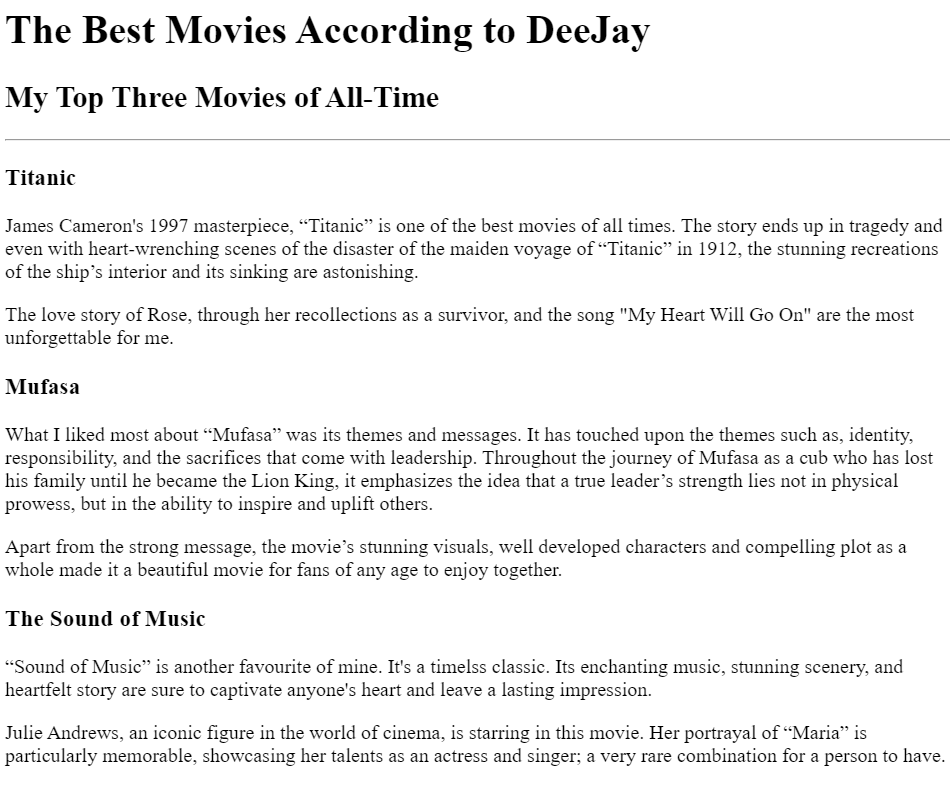 The Best Movies According to DeeJay
My Top Three Movies of All-Time
Titanic
James Cameron's 1997 masterpiece, “Titanic” is one of the best movies of all times. The story ends up in tragedy and
even with heart-wrenching scenes of the disaster of the maiden voyage of “Titanic” in 1912, the stunning recreations
of the ship’s interior and its sinking are astonishing.
The love story of Rose, through her recollections as a survivor, and the song "My Heart Will Go On" are the most
unforgettable for me.
Mufasa
What I liked most about “Mufasa” was its themes and messages. It has touched upon the themes such as, identity,
responsibility, and the sacrifices that come with leadership. Throughout the journey of Mufasa as a cub who has lost
his family until he became the Lion King, it emphasizes the idea that a true leader’s strength lies not in physical
prowess, but in the ability to inspire and uplift others.
Apart from the strong message, the movie’s stunning visuals, well developed characters and compelling plot as a
whole made it a beautiful movie for fans of any age to enjoy together.
The Sound of Music
“Sound of Music” is another favourite of mine. It's a timelss classic. Its enchanting music, stunning scenery, and
heartfelt story are sure to captivate anyone's heart and leave a lasting impression.
Julie Andrews, an iconic figure in the world of cinema, is starring in this movie. Her portrayal of “Maria” is
particularly memorable, showcasing her talents as an actress and singer; a very rare combination for a person to have.